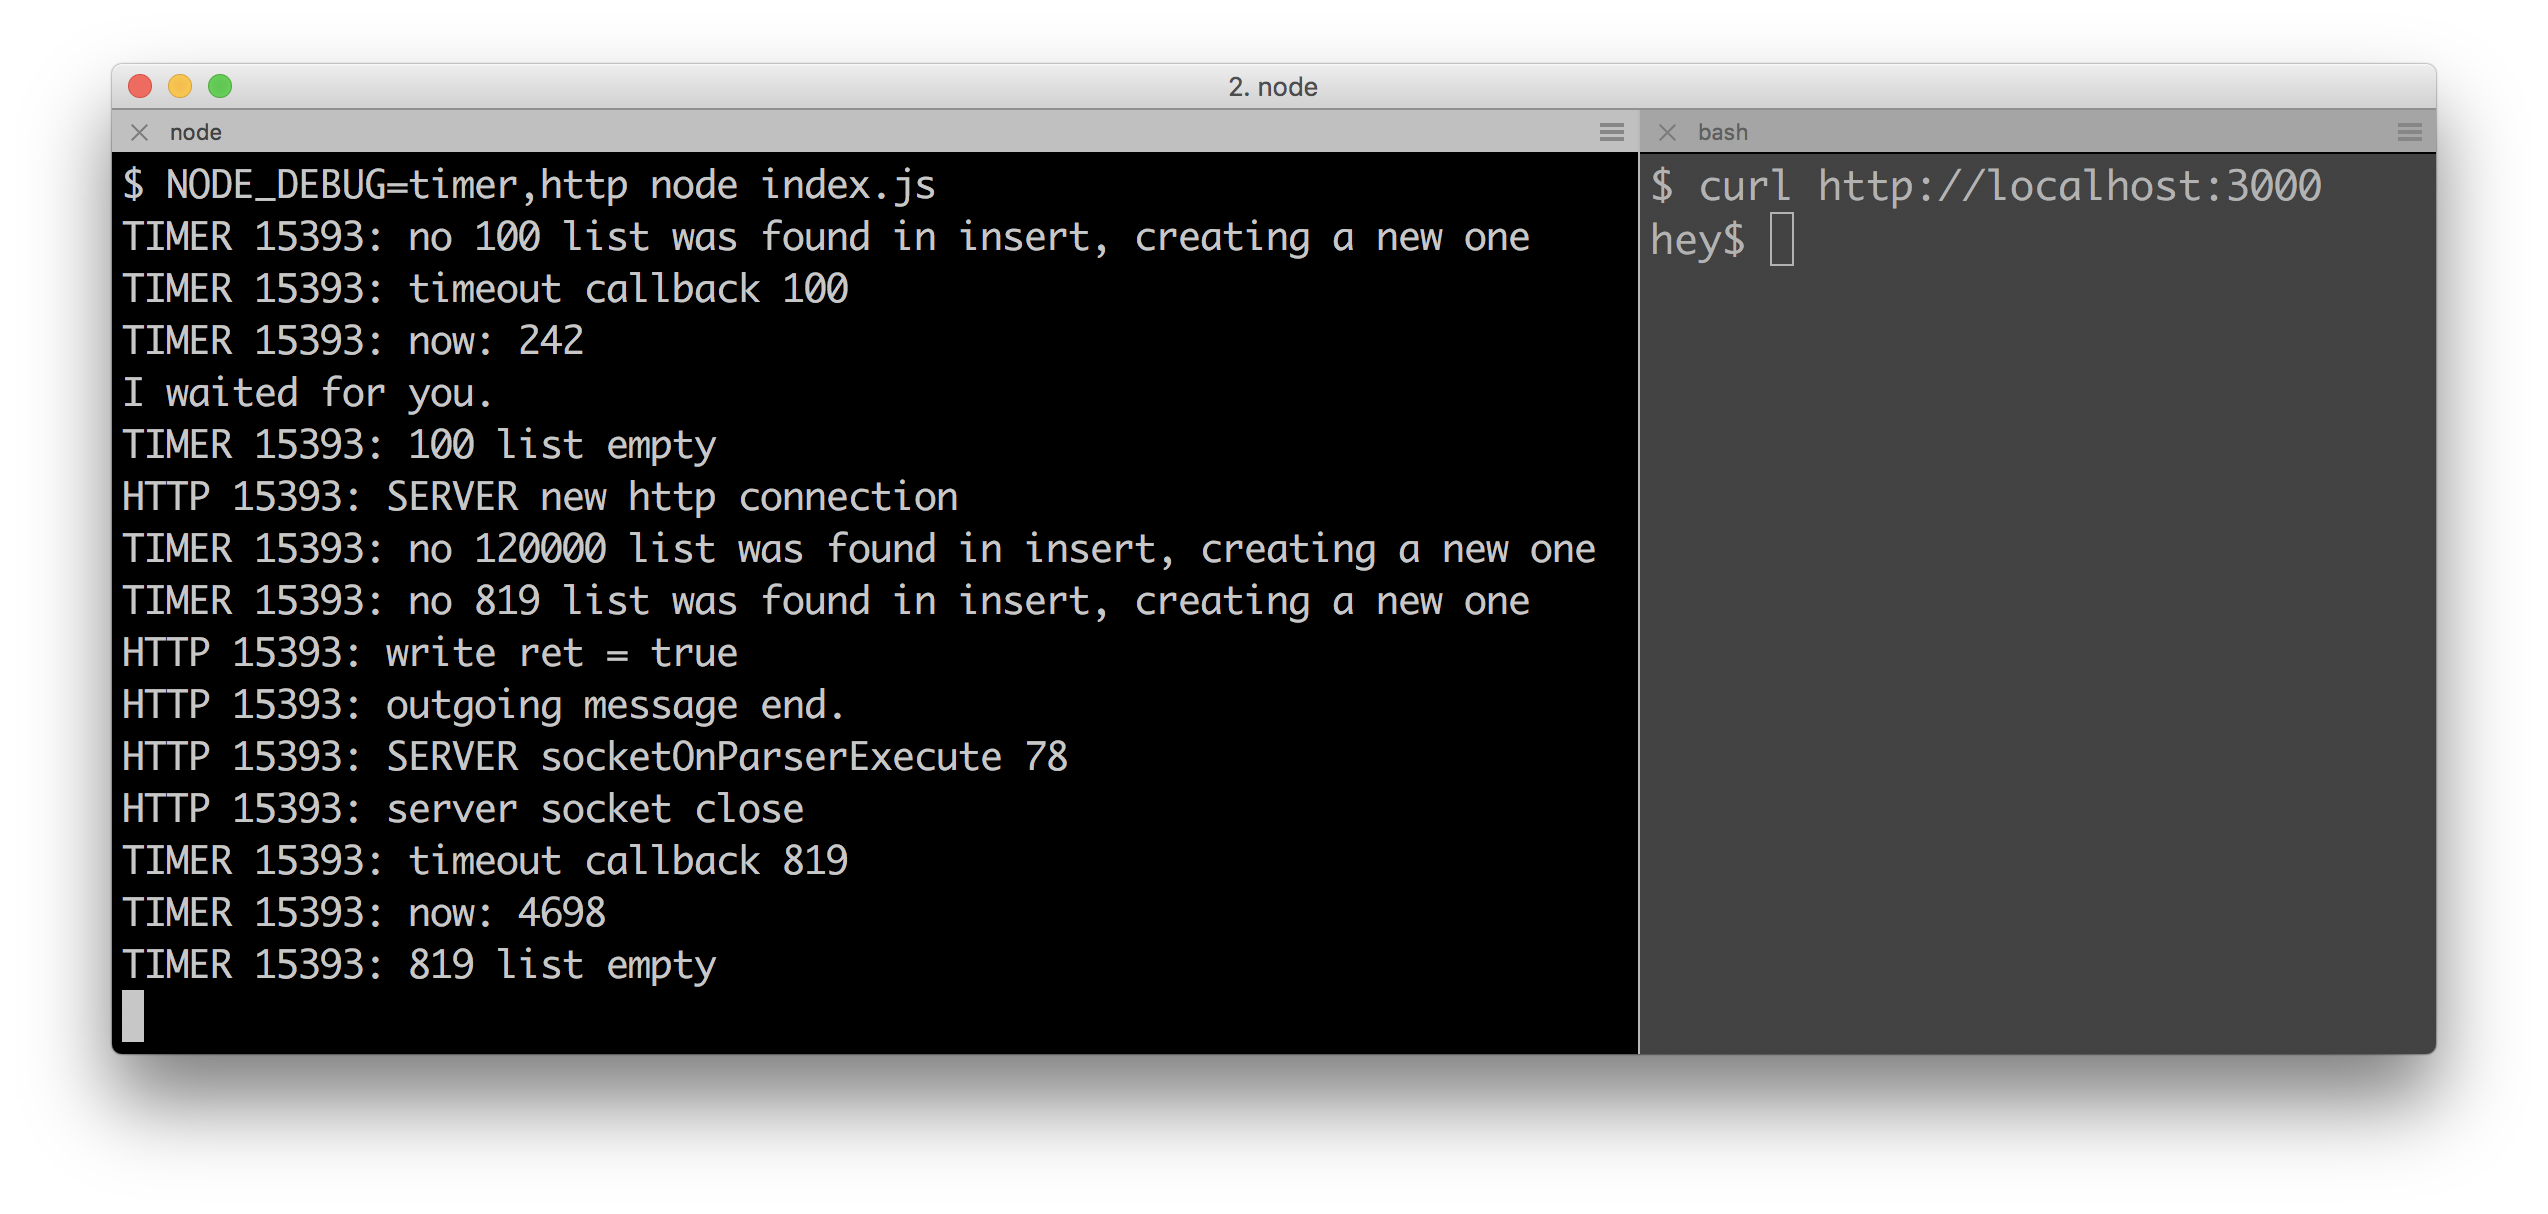 2. node
node
$ NODE_DEBUG=timer,http node index.js
TIMER 15393: no 100 list was found in insert, creating a new one
TIMER 15393: timeout callback 100
TIMER 15393: now: 242
I waited for you.
TIMER 15393: 100 list empty
HTTP 15393: SERVER new http connection
TIMER 15393: no 120000 list was found in insert, creating a new one
TIMER 15393: no 819 list was found in insert, creating a new one
HTTP 15393: write ret = true
HTTP 15393: outgoing message end.
HTTP 15393: SERVER socketOnParserExecute 78
HTTP 15393: server socket close
TIMER 15393: timeout callback 819
TIMER 15393: now: 4698
TIMER 15393: 819 list empty
bash
$ curl http://localhost:3000
hey$